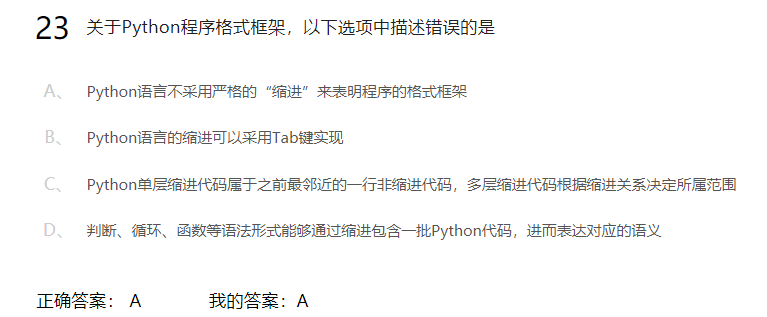 23 关于Python程序格式框架，以下选项中描述错误的是
A、 Python语言不采用严格的“缩进”来表明程序的格式框架
B、 Python语言的缩进可以采用Tab键实现
C、 Python单层缩进代码属于之前最邻近的一行非缩进代码，多层缩进代码根据缩进关系决定所属范围
D、 判断、循环、函数等语法形式能够通过缩进包含一批Python代码，进而表达对应的语义
正确答案： A 我的答案：A